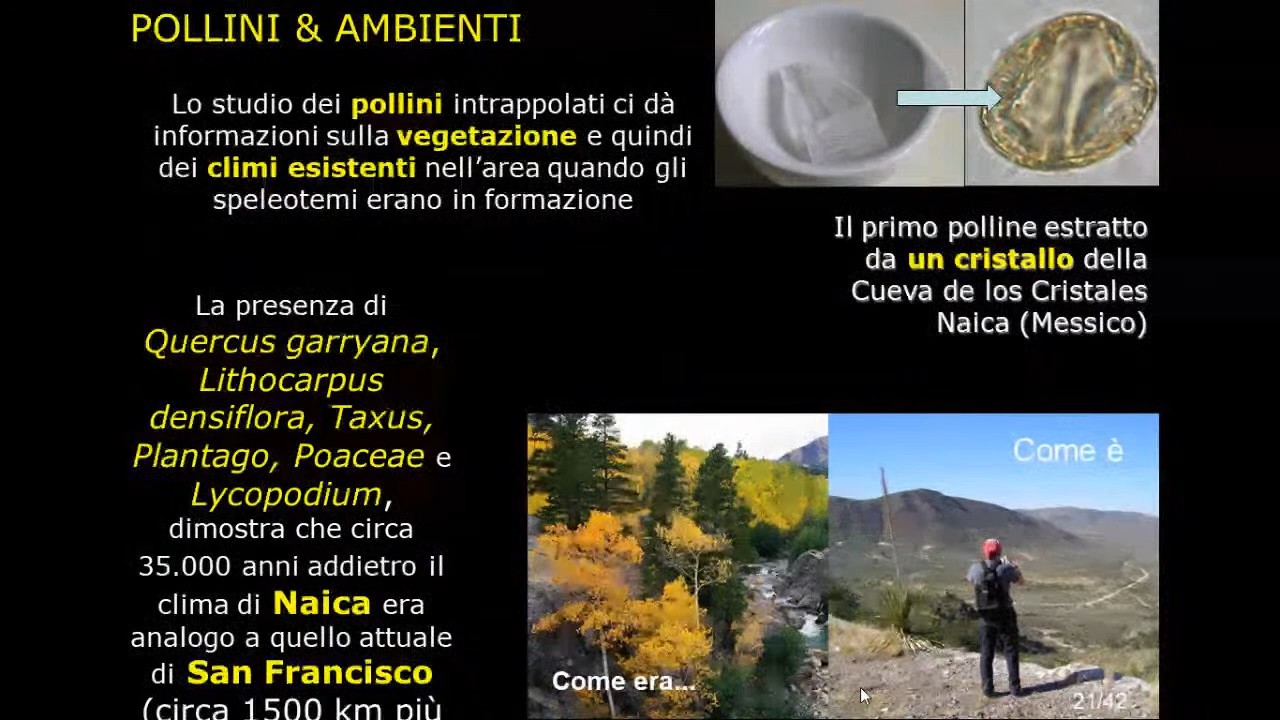 POLLINI & AMBIENTI
Lo studio dei pollini intrappolati ci dà
informazioni sulla vegetazione e quindi
dei climi esistenti nell’area quando gli
speleotemi erano in formazione
Il primo polline estratto
da un cristallo della
Cueva de los Cristales
Naica (Messico)
La presenza di
Quercus garryana,
Lithocarpus
densiflora, Taxus,
Plantago, Poaceae e
Lycopodium,
dimostra che circa
35.000 anni addietro il
clima di Naica era
analogo a quello attuale
di San Francisco
(circa 1500 km più
Come era...
Come è
21/42